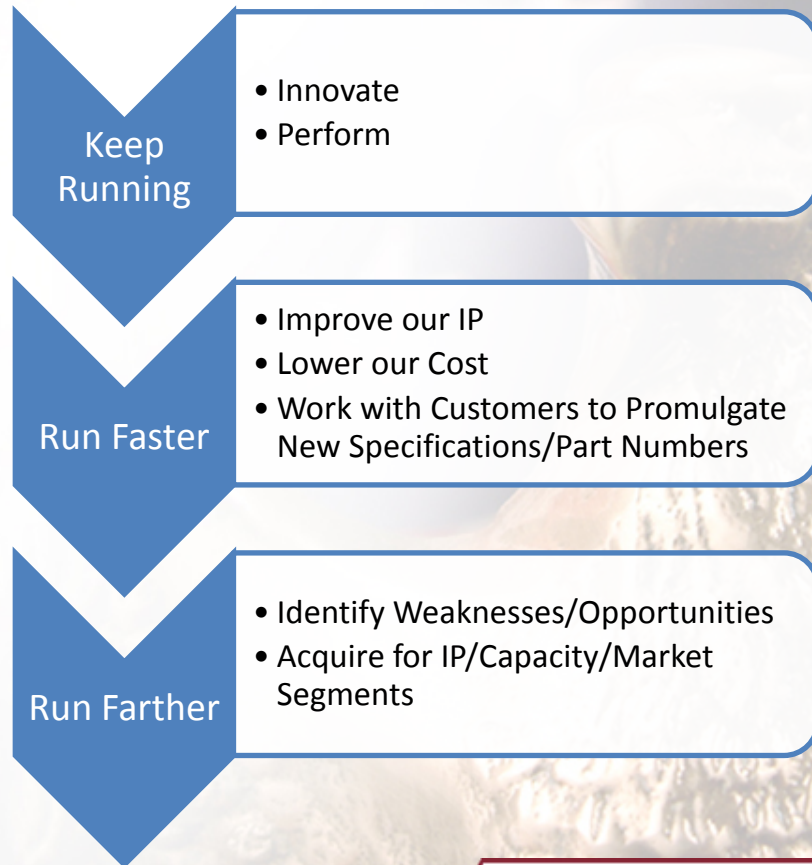 Keep
Running
• Innovate
• Perform
Run Faster
• Improve our IP
• Lower our Cost
• Work with Customers to Promulgate
New Specifications/Part Numbers
Run Farther
• Identify Weaknesses/Opportunities
• Acquire for IP/Capacity/Market
Segments